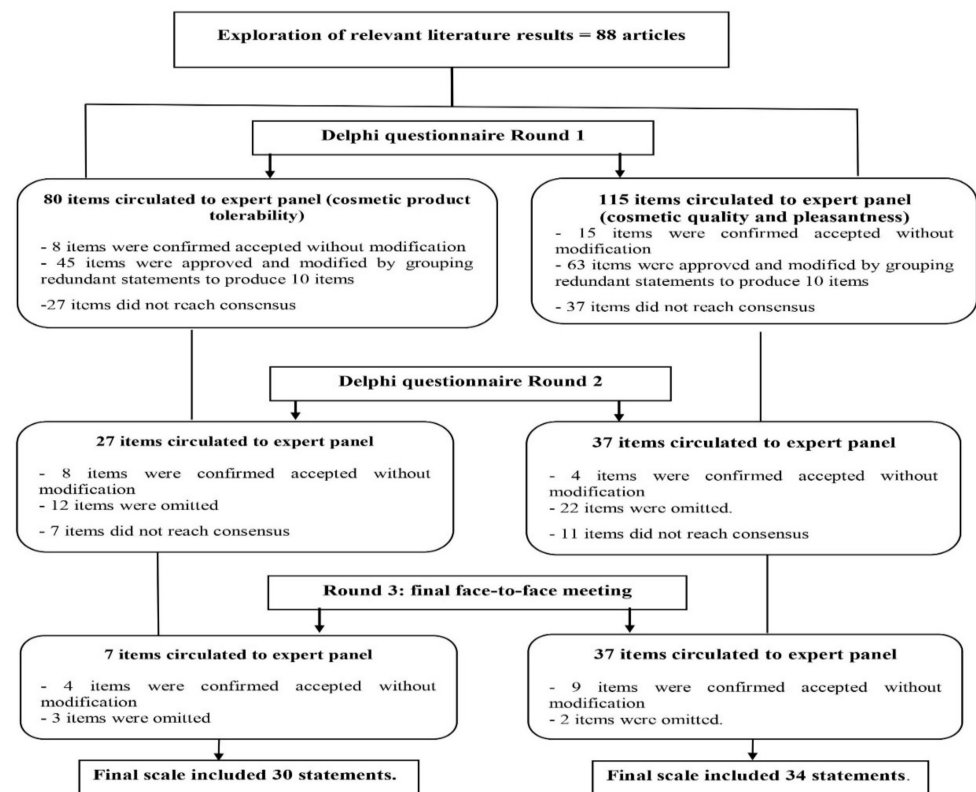 Exploration of relevant literature results = 88 articles
Delphi questionnaire Round 1
80 items circulated to expert panel (cosmetic product
tolerability)
- 8 items were confirmed accepted without modification
- 45 items were approved and modified by grouping
redundant statements to produce 10 items
-27 items did not reach consensus
115 items circulated to expert panel
(cosmetic quality and pleasantness)
- 15 items were confirmed accepted without
modification
- 63 items were approved and modified by grouping
redundant statements to produce 10 items
- 37 items did not reach consensus
Delphi questionnaire Round 2
27 items circulated to expert panel
- 8 items were confirmed accepted without
modification
- 12 items were omitted
- 7 items did not reach consensus
37 items circulated to expert panel
- 4 items were confirmed accepted without
modification
- 22 items were omitted.
- 11 items did not reach consensus
Round 3: final face-to-face meeting
7 items circulated to expert panel
- 4 items were confirmed accepted without
modification
- 3 items were omitted
37 items circulated to expert panel
- 9 items were confirmed accepted without
modification
- 2 items were omitted.
Final scale included 30 statements.
Final scale included 34 statements.